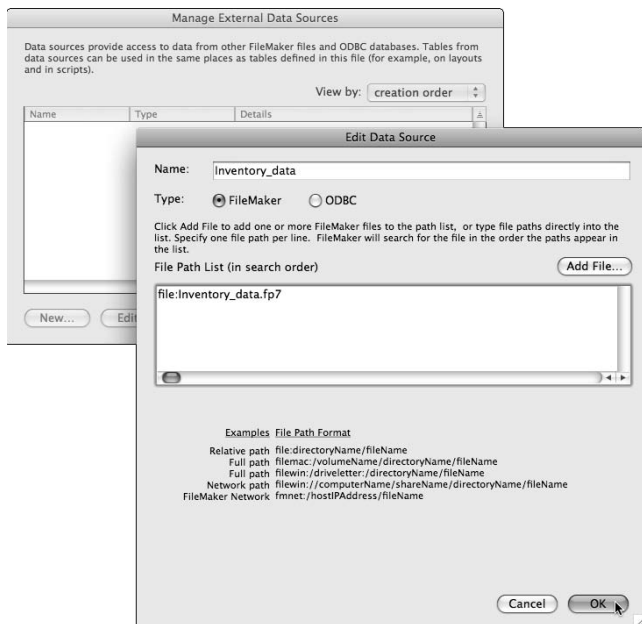 Manage External Data Sources
Data sources provide access to data from other FileMaker files and ODBC databases. Tables from
data sources can be used in the same places as tables defined in this file (for example, on layouts
and in scripts).
View by: creation order
Name Type Details
New... Edit
Edit Data Source
Name: Inventory_data
Type: FileMaker ODBC
Click Add File to add one or more FileMaker files to the path list, or type file paths directly into the
list. Specify one file path per line. FileMaker will search for the file in the order the paths appear in
the list.
File Path List (in search order) Add File...
file:Inventory_data.fp7
Examples File Path Format
Relative path file:directoryName/fileName
Full path filemac:/volumeName/directoryName/fileName
Full path filewin:/driveletter:/directoryName/fileName
Network path filewin://computerName/shareName/directoryName/fileName
FileMaker Network fmnet:/hostIPAddress/fileName
Cancel OK